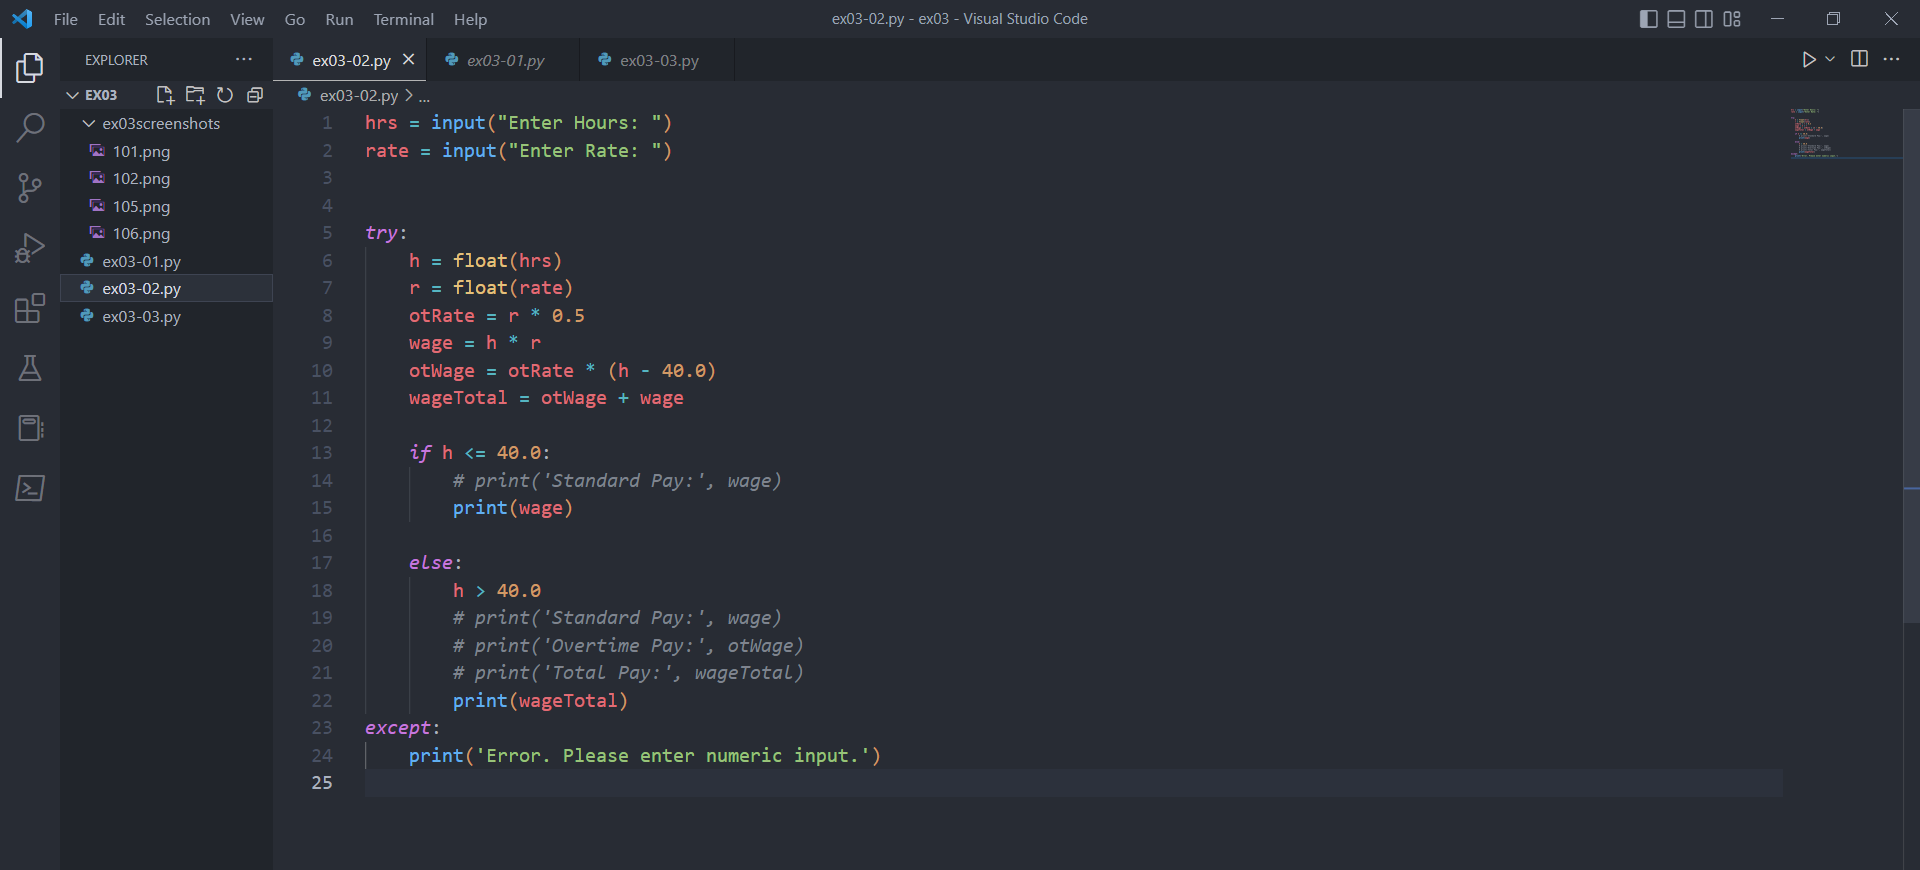 File Edit Selection View Go Run Terminal Help
ex03-02.py - ex03 - Visual Studio Code
EXPLORER
EX03
ex03screenshots
101.png
102.png
105.png
106.png
ex03-01.py
ex03-02.py
ex03-03.py
ex03-02.py ex03-01.py ex03-03.py
ex03-02.py > ...
1 hrs = input("Enter Hours: ")
2 rate = input("Enter Rate: ")
3
4
5 try:
6     h = float(hrs)
7     r = float(rate)
8     otRate = r * 0.5
9     wage = h * r
10     otWage = otRate * (h - 40.0)
11     wageTotal = otWage + wage
12
13     if h <= 40.0:
14         # print('Standard Pay:', wage)
15         print(wage)
16
17     else:
18         h > 40.0
19         # print('Standard Pay:', wage)
20         # print('Overtime Pay:', otWage)
21         # print('Total Pay:', wageTotal)
22         print(wageTotal)
23 except:
24     print('Error. Please enter numeric input.')
25